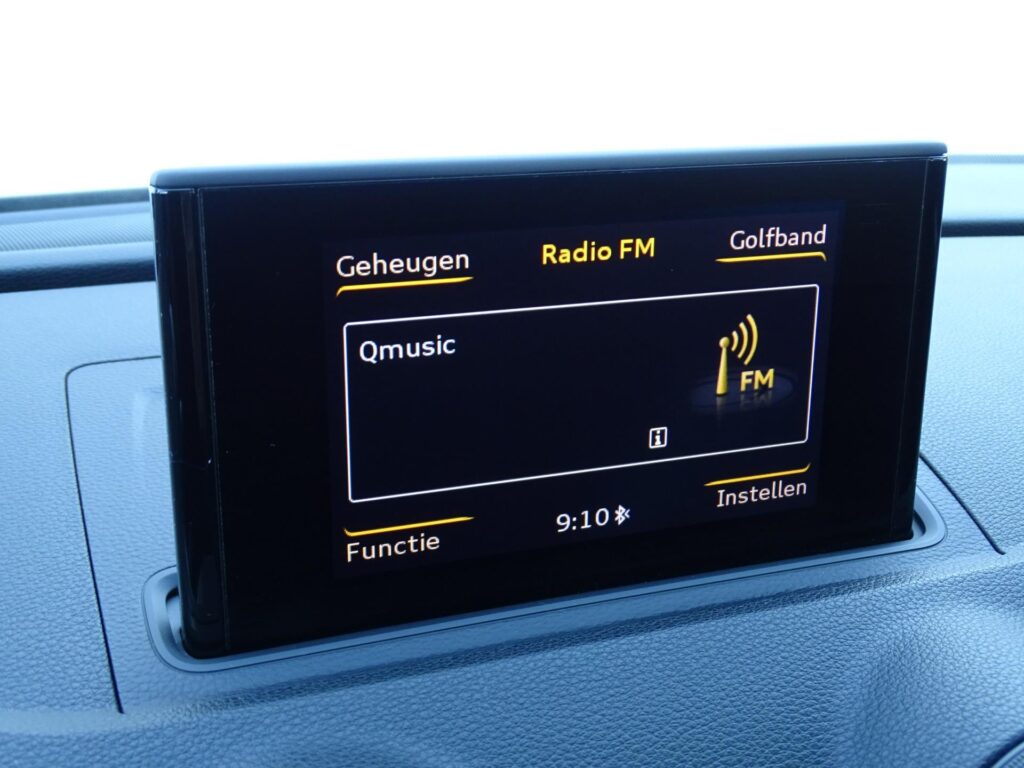 Geheugen
Radio FM
Golfband
Qmusic
FM
i
Functie
9:10
Instellen